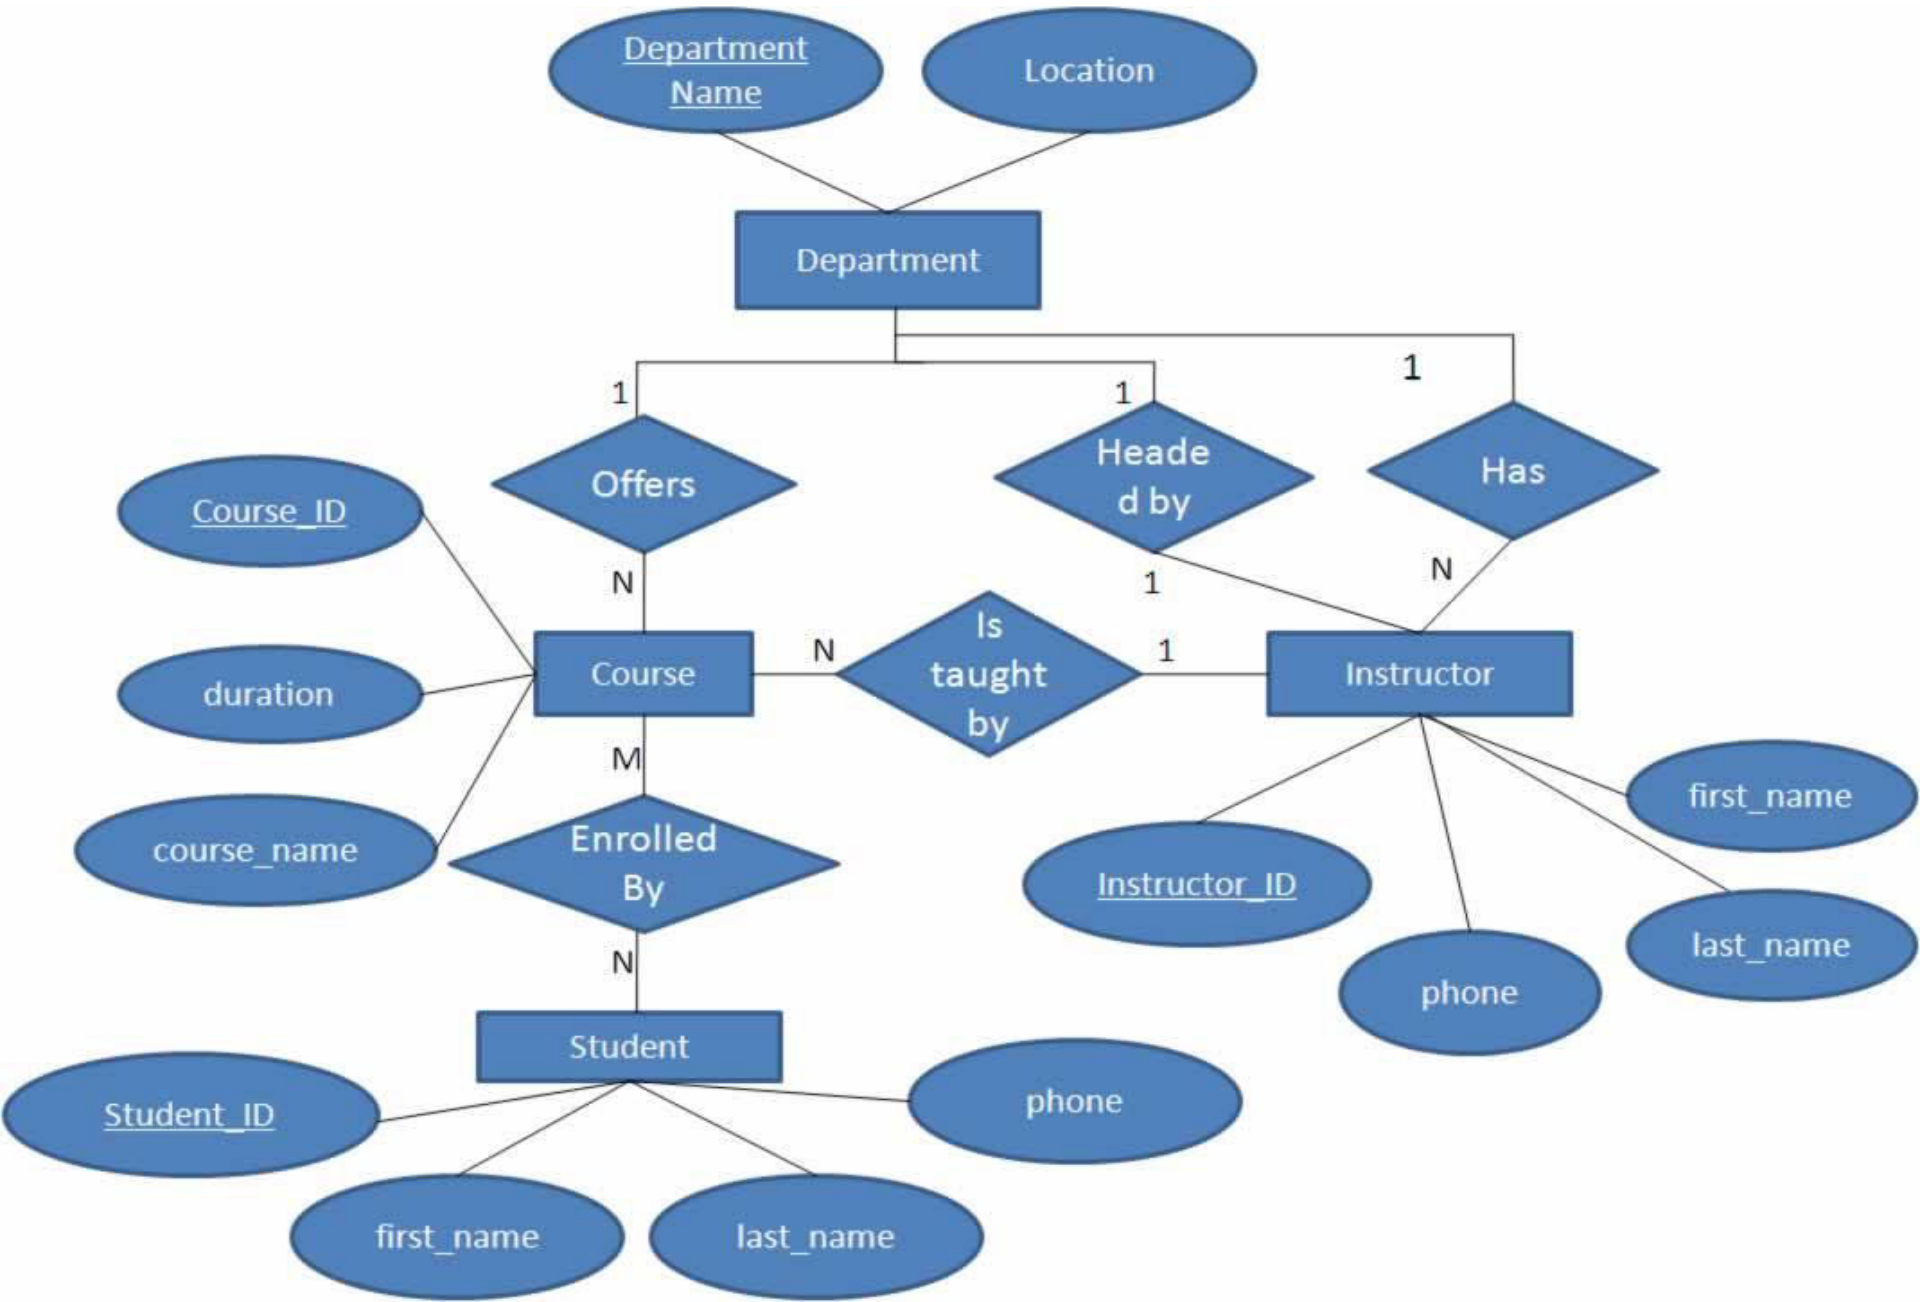 Department
Name
Location
Department
1
1
1
Offers
Heade
d by
Has
Course_ID
N
1
N
Course
N
Is
taught
by
1
Instructor
duration
M
course_name
Enrolled
By
first_name
Instructor_ID
last_name
phone
N
Student
Student_ID
phone
first_name
last_name